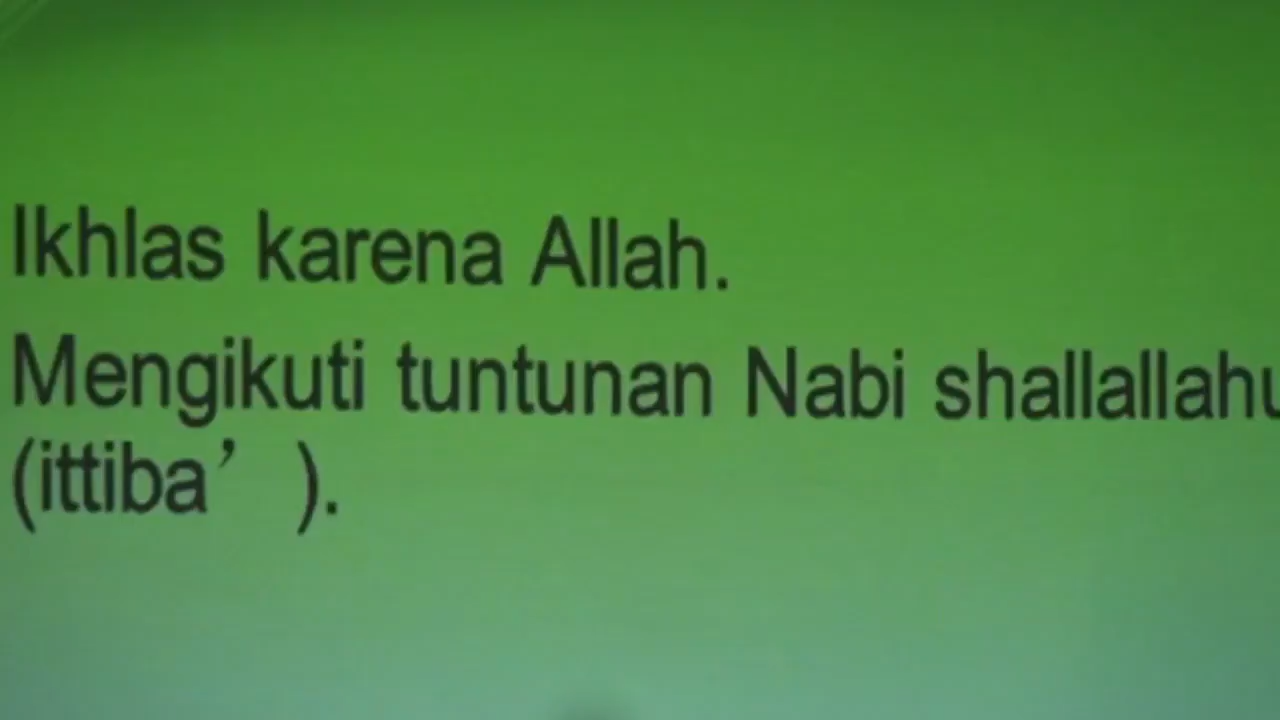 Ikhlas karena Allah.
Mengikuti tuntunan Nabi shallallahu
(ittiba’ ).